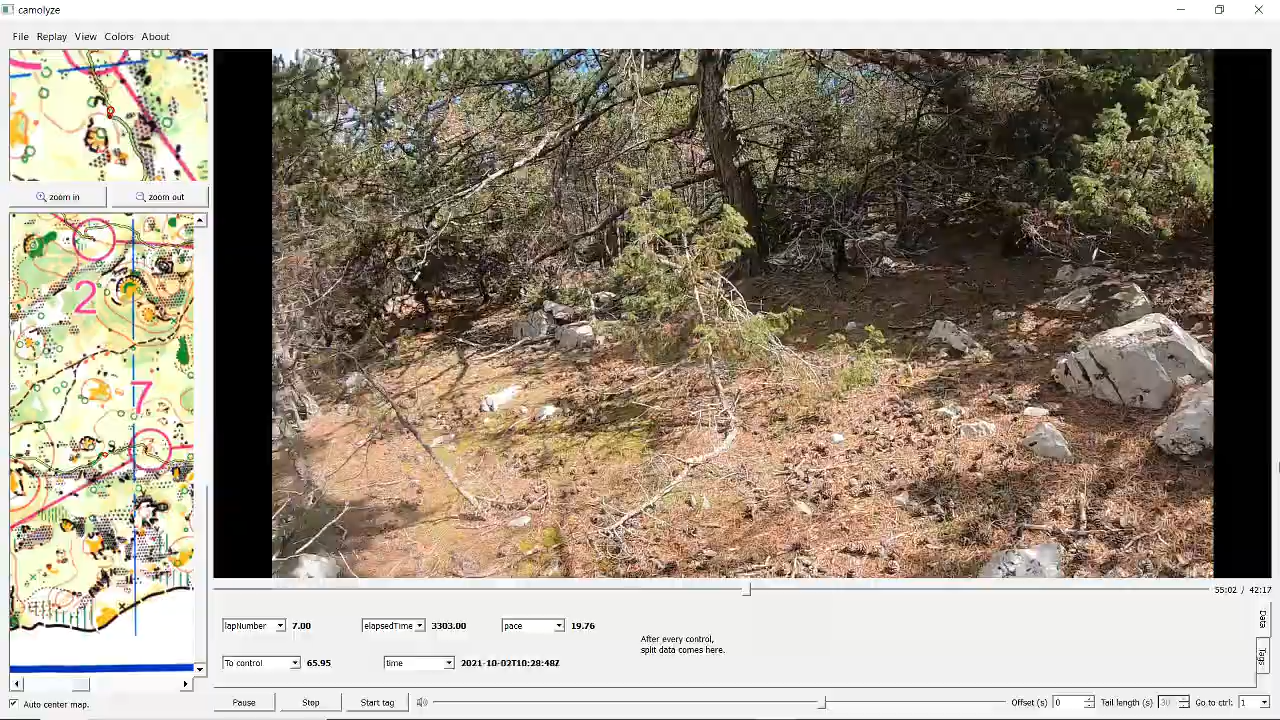 camolyze
File Replay View Colors About
zoom in zoom out
2
7
55:02 / 42:17
lapNumber 7.00 elapsedTime 3303.00 pace 19.76
After every control,
split data comes here.
To control 65.95 time 2021-10-02T10:28:48Z
Data
Tags
Auto center map.
Pause Stop Start tag Offset (s) 0 Tail length (s) 30 Go to ctrl: 1